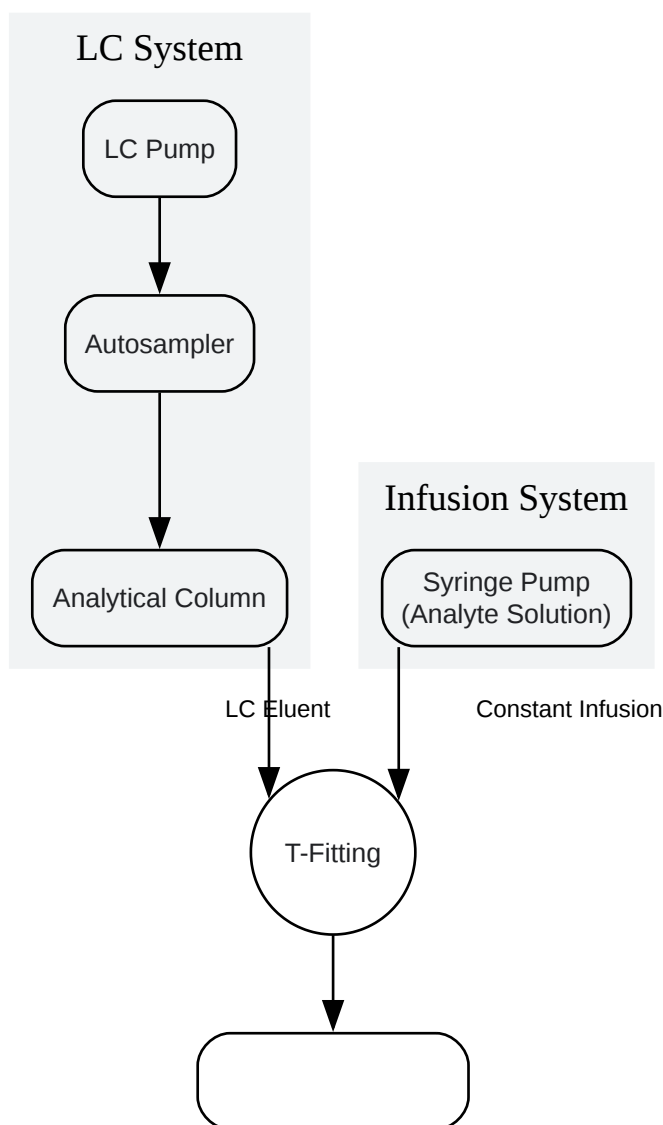 LC System
LC Pump
Autosampler
Analytical Column
Infusion System
Syringe Pump
(Analyte Solution)
LC Eluent
Constant Infusion
T-Fitting